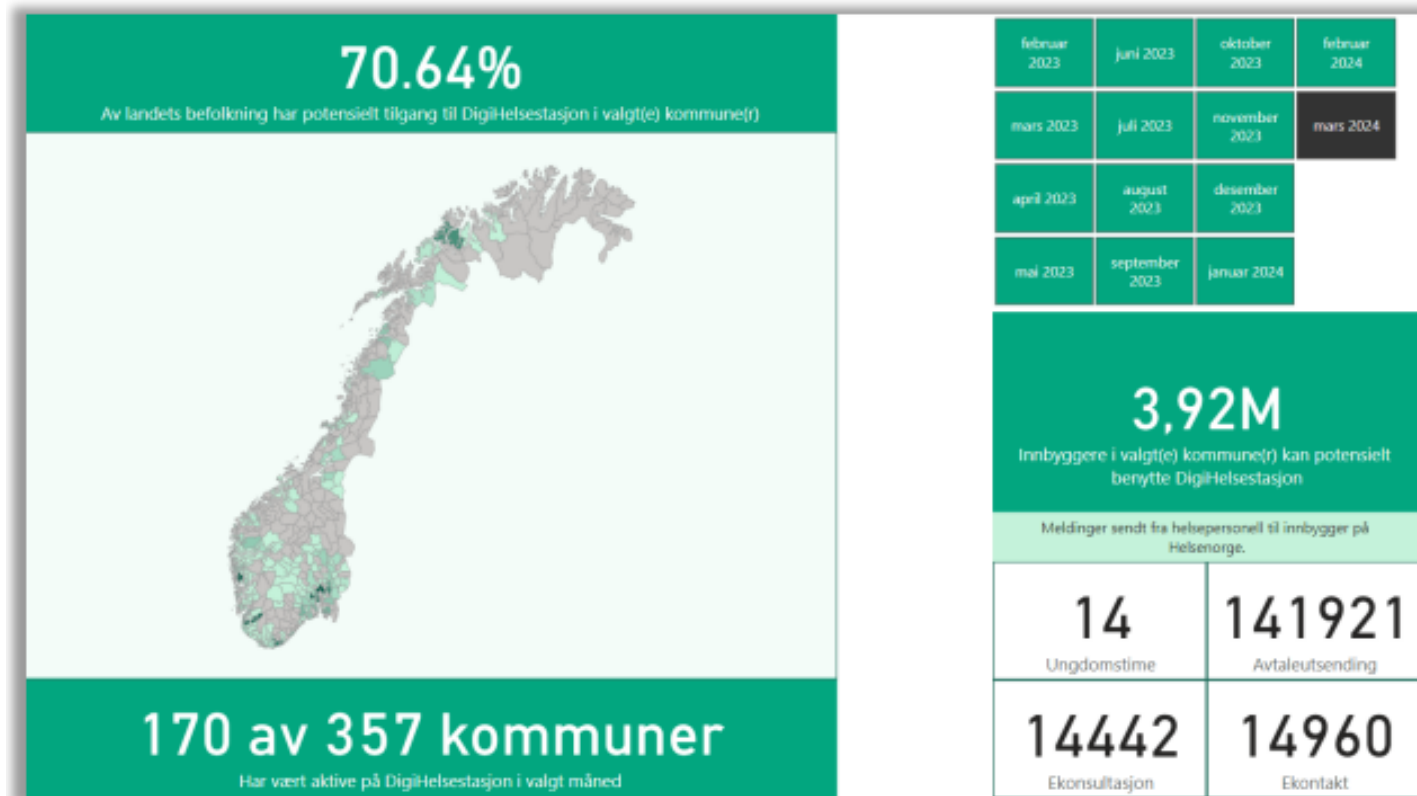 70.64%
Av landets befolkning har potensielt tilgang til DigiHelsestasjon i valgt(e) kommune(r)
170 av 357 kommuner
Har vært aktive på DigiHelsestasjon i valgt måned
februar
2023
juni 2023
oktober
2023
februar
2024
mars 2023
juli 2023
november
2023
mars 2024
april 2023
august
2023
desember
2023
mai 2023
september
2023
januar 2024
3,92M
Innbyggere i valgt(e) kommune(r) kan potensielt
benytte DigiHelsestasjon
Meldinger sendt fra helsepersonell til innbygger på
Helsenorge.
14
Ungdomstime
141921
Avtaleutsending
14442
Ekonsultasjon
14960
Ekontakt